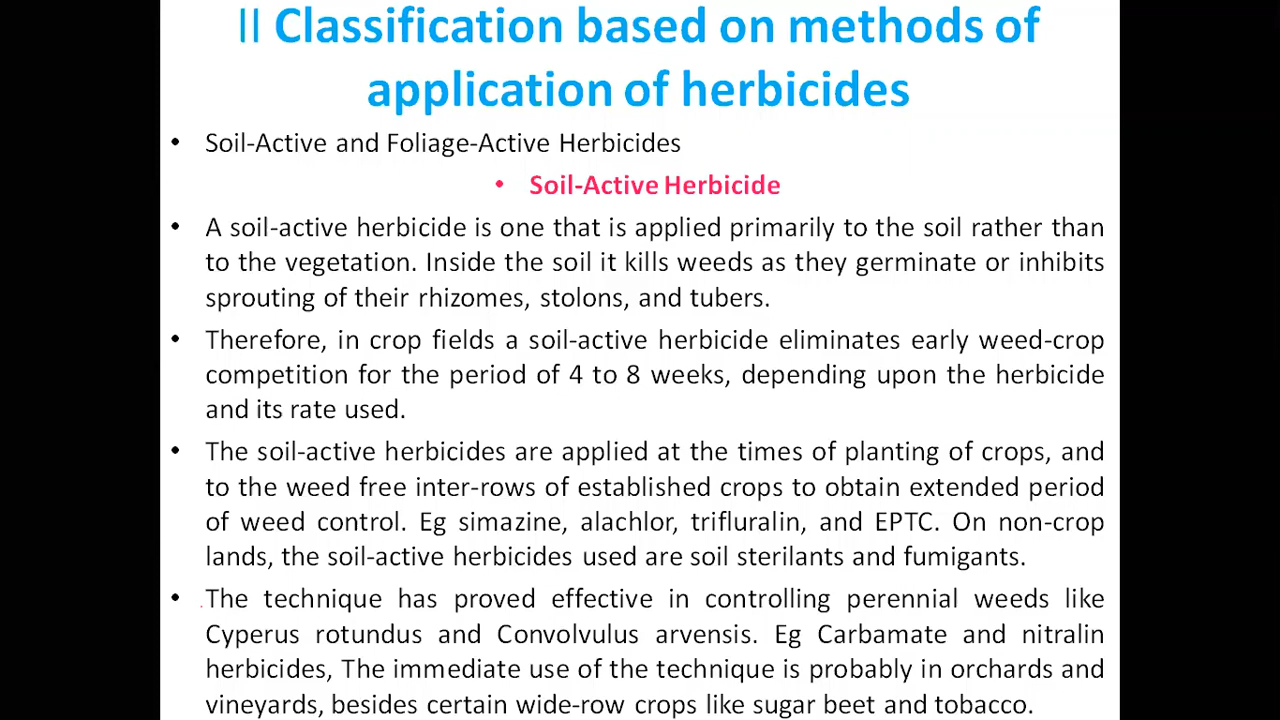 II Classification based on methods of
application of herbicides
• Soil-Active and Foliage-Active Herbicides
• Soil-Active Herbicide
• A soil-active herbicide is one that is applied primarily to the soil rather than
to the vegetation. Inside the soil it kills weeds as they germinate or inhibits
sprouting of their rhizomes, stolons, and tubers.
• Therefore, in crop fields a soil-active herbicide eliminates early weed-crop
competition for the period of 4 to 8 weeks, depending upon the herbicide
and its rate used.
• The soil-active herbicides are applied at the times of planting of crops, and
to the weed free inter-rows of established crops to obtain extended period
of weed control. Eg simazine, alachlor, trifluralin, and EPTC. On non-crop
lands, the soil-active herbicides used are soil sterilants and fumigants.
• The technique has proved effective in controlling perennial weeds like
Cyperus rotundus and Convolvulus arvensis. Eg Carbamate and nitralin
herbicides, The immediate use of the technique is probably in orchards and
vineyards, besides certain wide-row crops like sugar beet and tobacco.